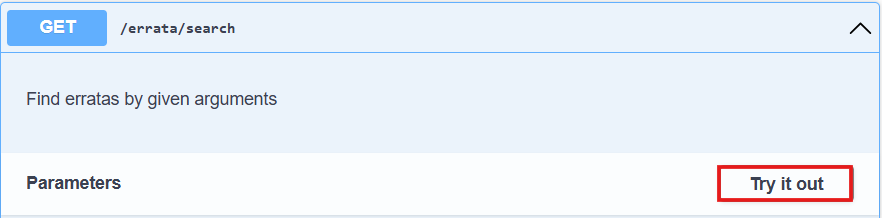 GET /errata/search
Find erratas by given arguments
Parameters Try it out